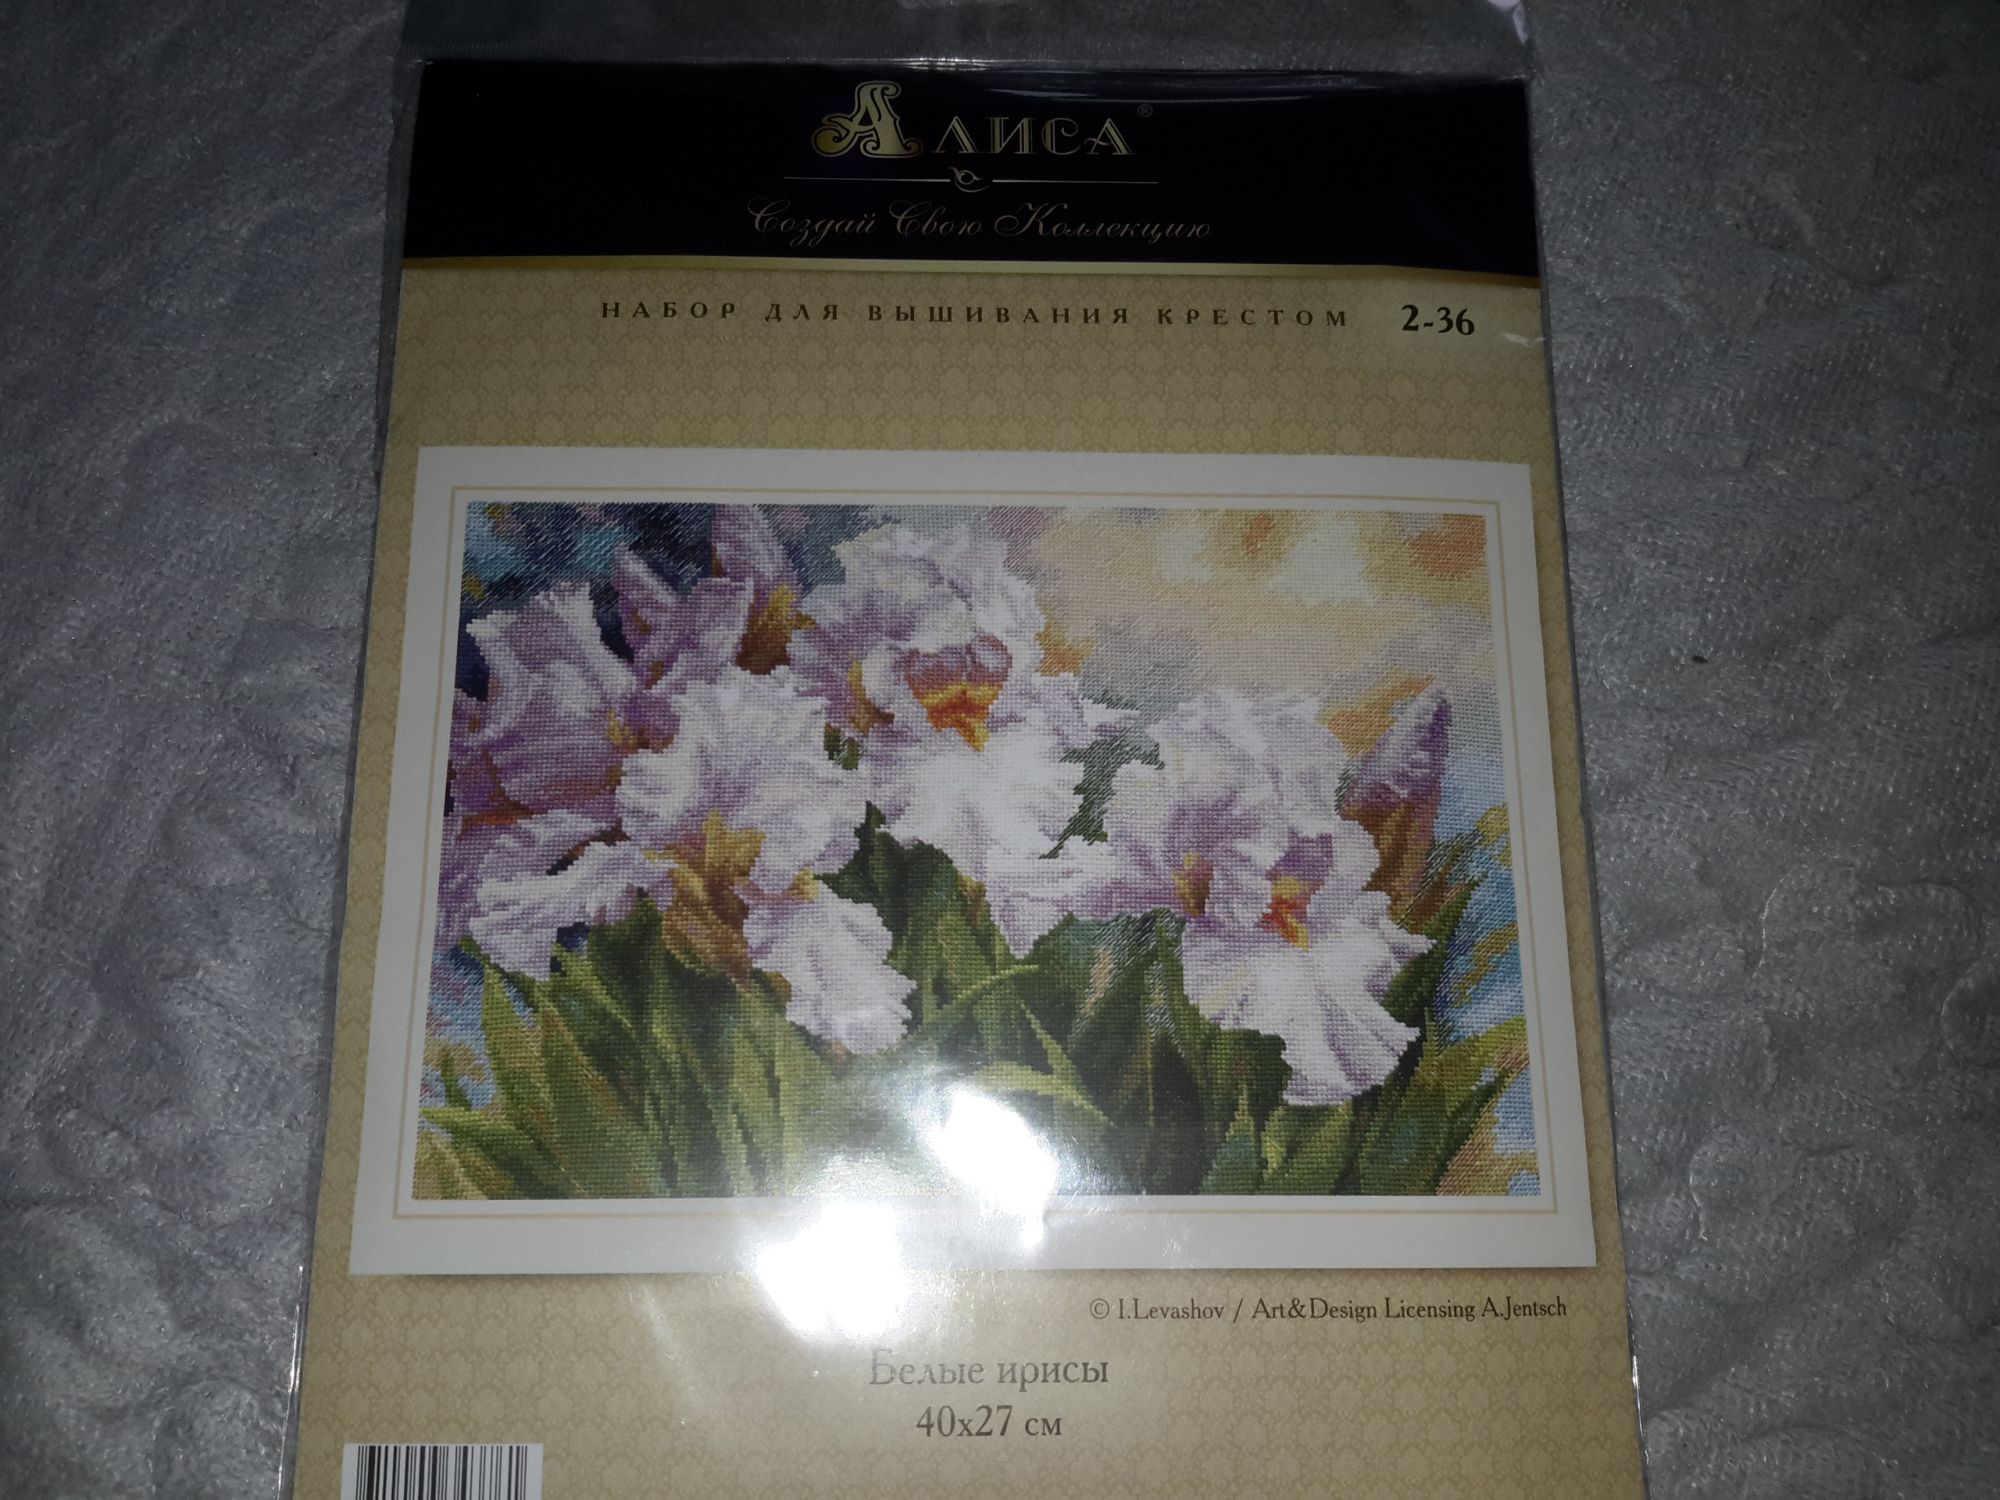 АЛИСА®
Создай Свою Коллекцию
НАБОР ДЛЯ ВЫШИВАНИЯ КРЕСТОМ 2-36
© I.Levashov / Art&Design Licensing A.Jentsch
Белые ирисы
40x27 см